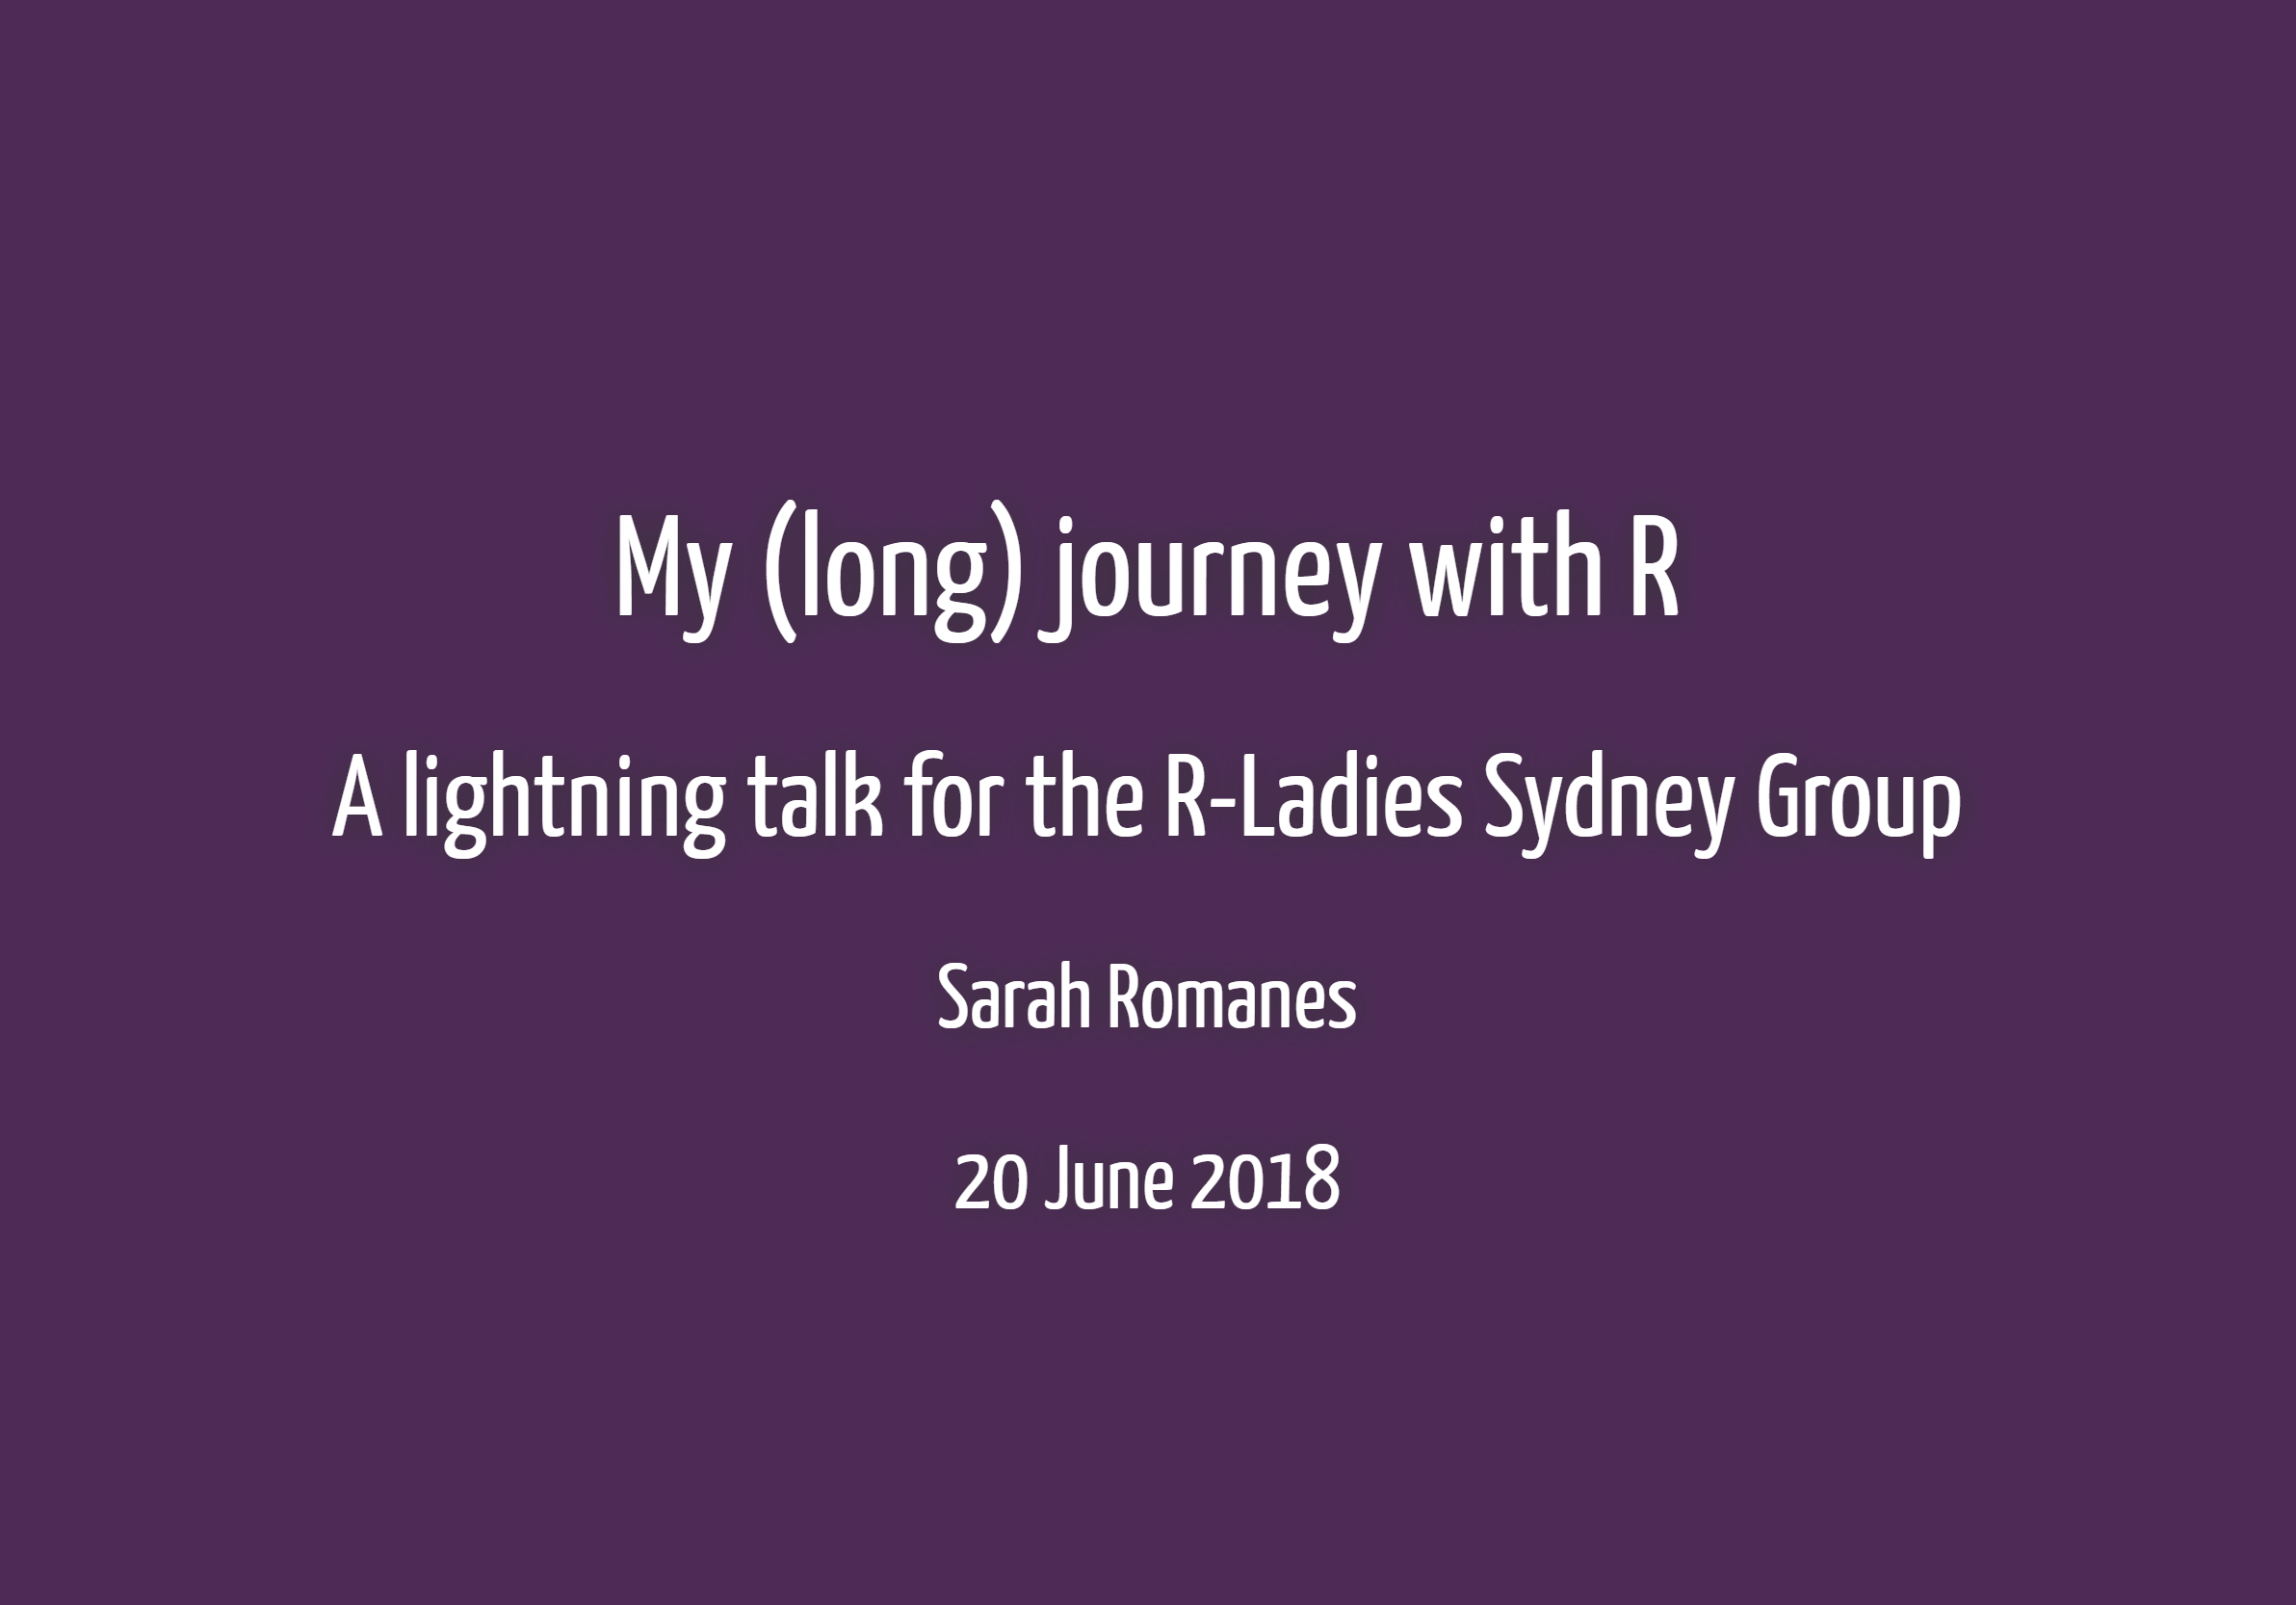 My (long) journey with R
A lightning talk for the R-Ladies Sydney Group
Sarah Romanes
20 June 2018